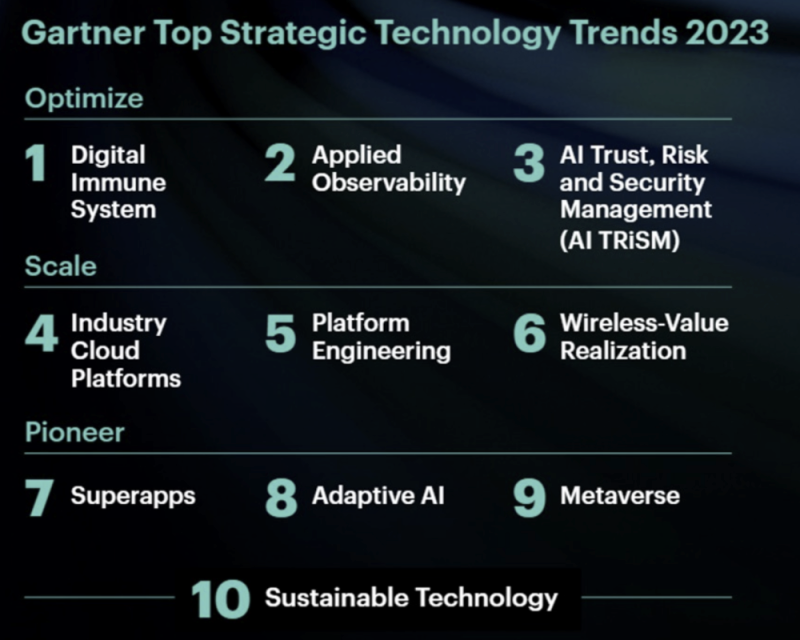 Gartner Top Strategic Technology Trends 2023
Optimize
1 Digital
Immune
System
2 Applied
Observability
3 AI Trust, Risk
and Security
Management
(AI TRiSM)
Scale
4 Industry
Cloud
Platforms
5 Platform
Engineering
6 Wireless-Value
Realization
Pioneer
7 Superapps
8 Adaptive AI
9 Metaverse
10 Sustainable Technology